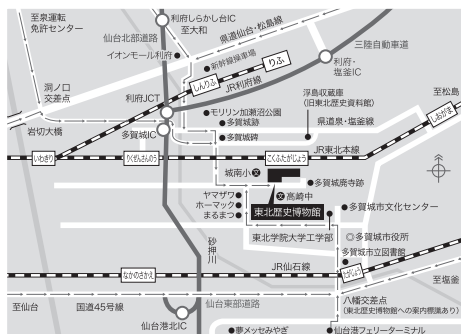 至泉運転
免許センター
利府しらかし台IC
至大和
仙台北部道路
イオンモール利府
県道仙台・松島線
三陸自動車道
新幹線操車場
りふ
しんりふ
JR利府線
利府・
塩釜IC
洞ノ口
交差点
利府JCT
モリリン加瀬沼公園
多賀城跡
多賀城碑
浮島収蔵庫
(旧東北歴史資料館)
県道泉・塩釜線
至松島
しおがま
岩切大橋
多賀城IC
JR東北本線
いわきり
りくぜんさんのう
こくふたがじょう
城南小
文
多賀城廃寺跡
文
高崎中
ヤマザワ
ホーマック
まるまつ
東北歴史博物館
多賀城市文化センター
東北学院大学工学部
多賀城市役所
多賀城市立図書館
砂押川
JR仙石線
なかのさかえ
たがじょう
至塩釜
八幡交差点
(東北歴史博物館への案内標識あり)
至仙台
国道45号線
仙台東部道路
仙台港北IC
夢メッセみやぎ
仙台港フェリーターミナル